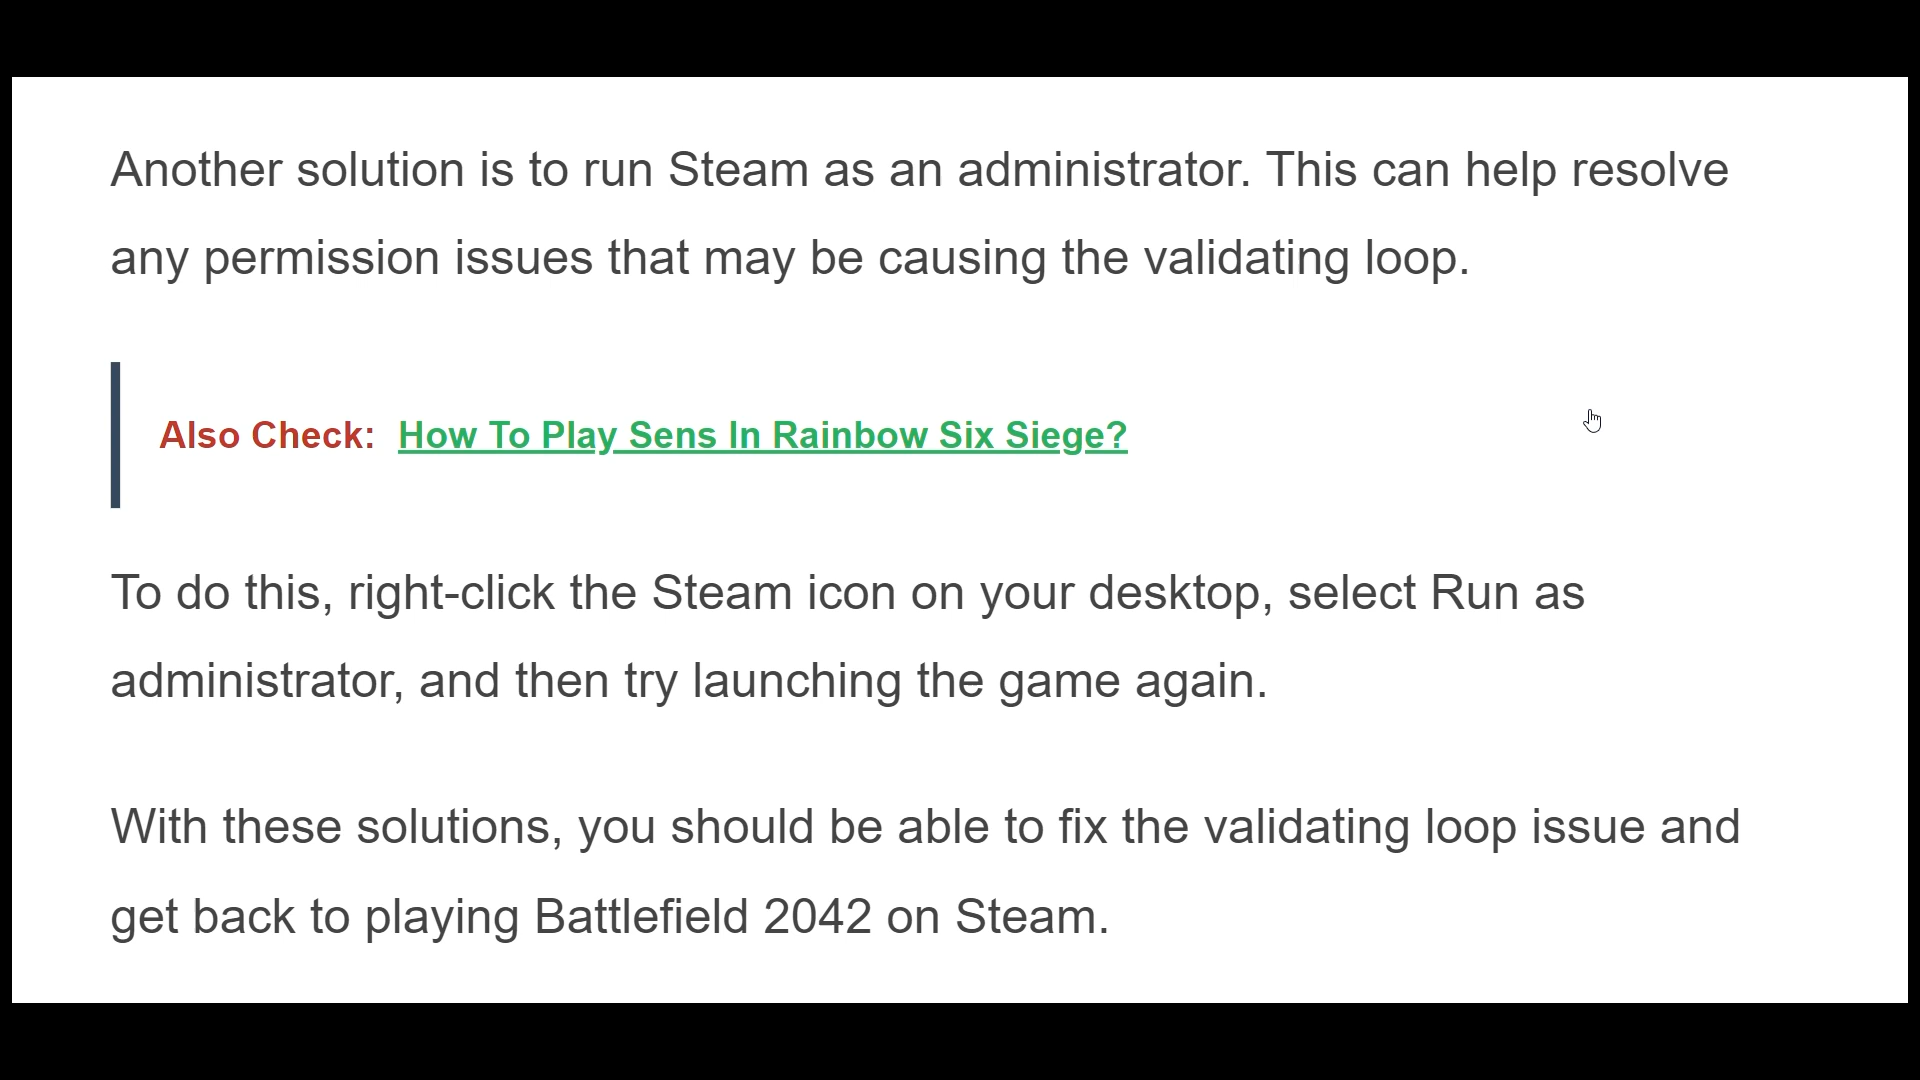 Another solution is to run Steam as an administrator. This can help resolve
any permission issues that may be causing the validating loop.
Also Check: How To Play Sens In Rainbow Six Siege?
To do this, right-click the Steam icon on your desktop, select Run as
administrator, and then try launching the game again.
With these solutions, you should be able to fix the validating loop issue and
get back to playing Battlefield 2042 on Steam.